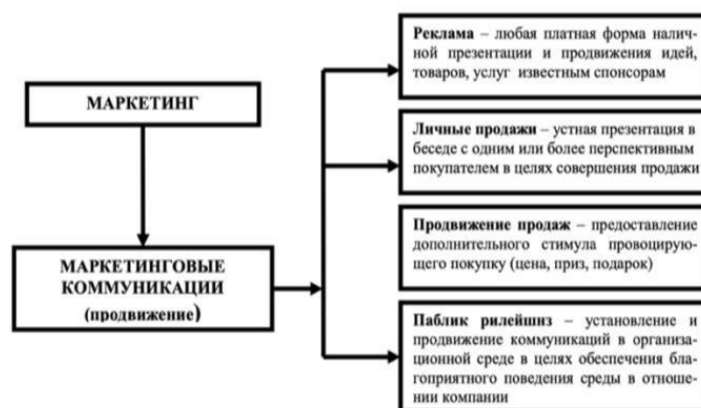 МАРКЕТИНГ
МАРКЕТИНГОВЫЕ
КОММУНИКАЦИИ
(продвижение)
Реклама – любая платная форма налич-
ной презентации и продвижения идей,
товаров, услуг известным спонсорам
Личные продажи – устная презентация в
беседе с одним или более перспективным
покупателем в целях совершения продажи
Продвижение продаж – предоставление
дополнительного стимула провоцирую-
щего покупку (цена, приз, подарок)
Паблик рилейшнз – установление и
продвижение коммуникаций в организа-
ционной среде в целях обеспечения бла-
гоприятного поведения среды в отноше-
нии компании